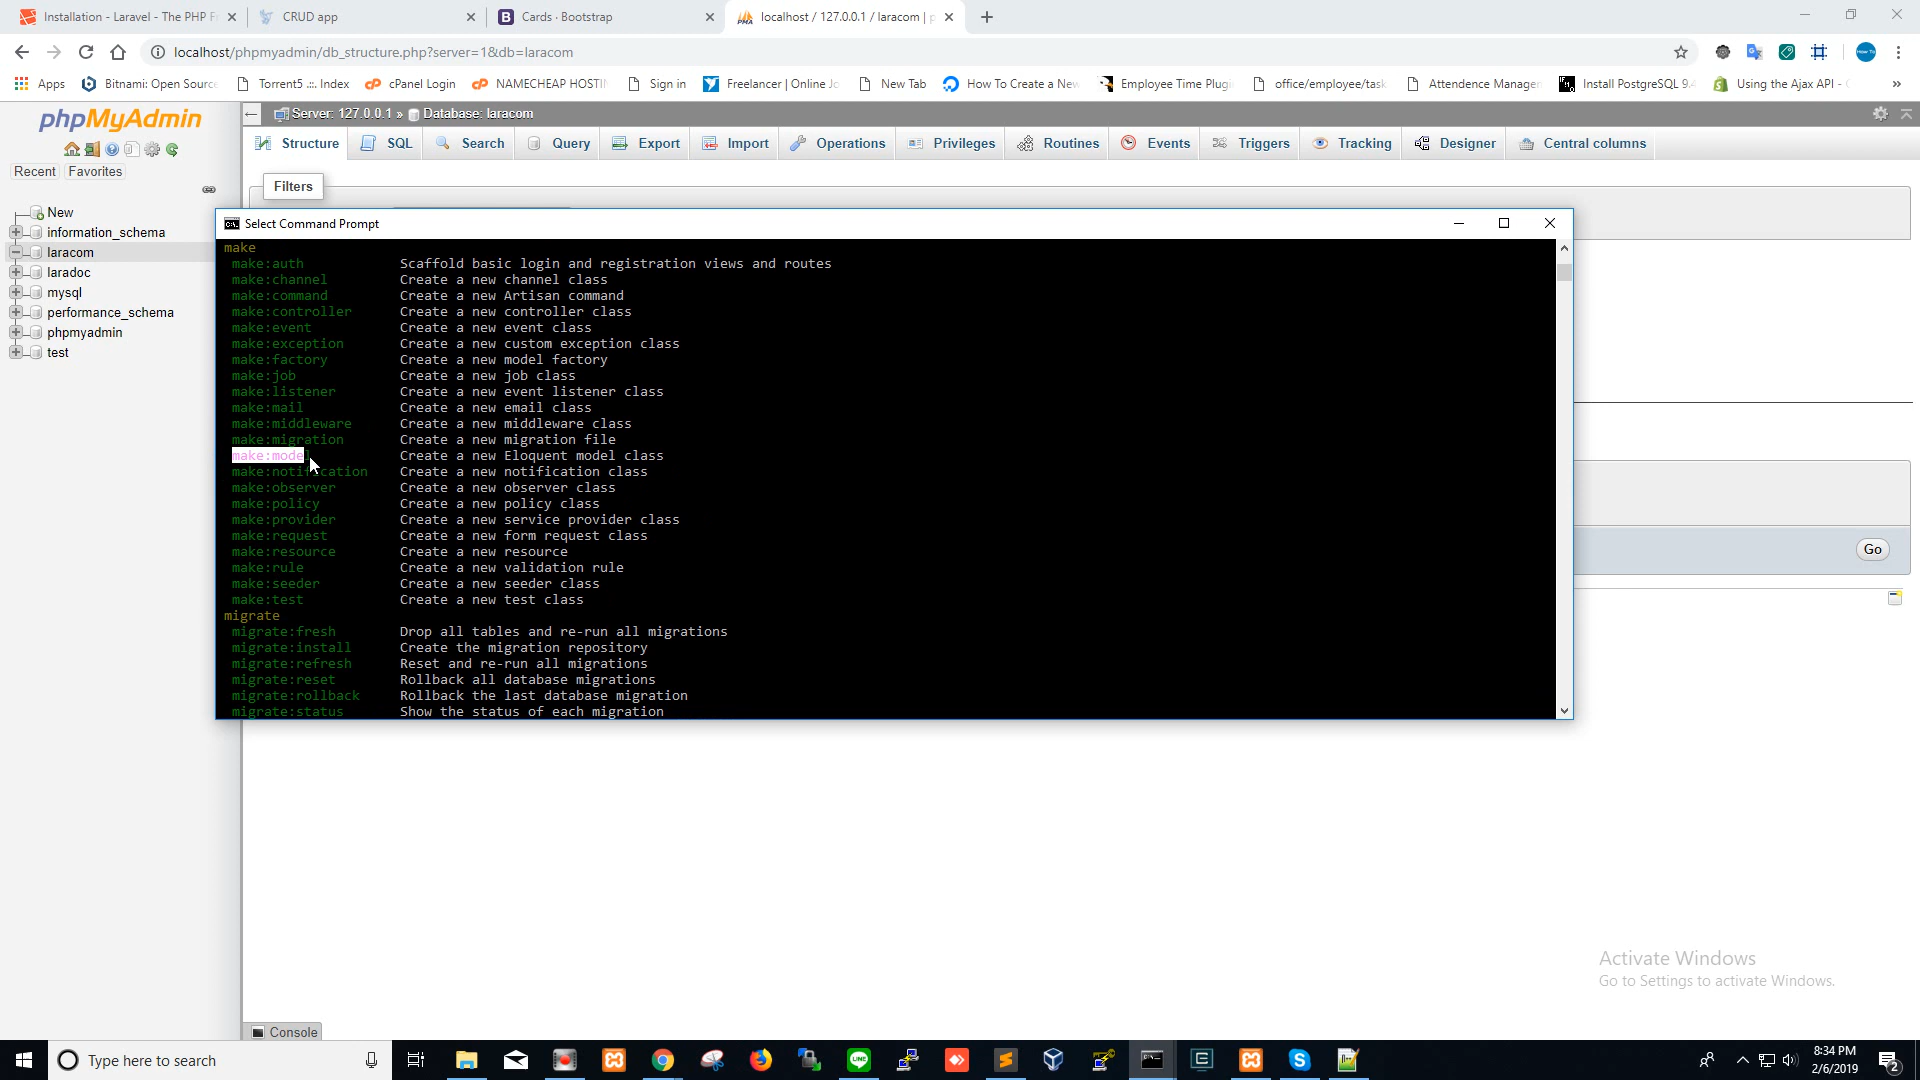 Installation - Laravel - The PHP F
CRUD app
Cards · Bootstrap
localhost / 127.0.0.1 / laracom | p
localhost/phpmyadmin/db_structure.php?server=1&db=laracom
Apps
Bitnami: Open Source
Torrent5 .::. Index
cPanel Login
NAMECHEAP HOSTIN
Sign in
Freelancer | Online Jo
New Tab
How To Create a New
Employee Time Plugi
office/employee/task
Attendence Manager
Install PostgreSQL 9.4
Using the Ajax API -
»
phpMyAdmin
Server: 127.0.0.1 » Database: laracom
Structure
SQL
Search
Query
Export
Import
Operations
Privileges
Routines
Events
Triggers
Tracking
Designer
Central columns
Recent
Favorites
Filters
New
information_schema
laracom
laradoc
mysql
performance_schema
phpmyadmin
test
Select Command Prompt
make
make:auth Scaffold basic login and registration views and routes
make:channel Create a new channel class
make:command Create a new Artisan command
make:controller Create a new controller class
make:event Create a new event class
make:exception Create a new custom exception class
make:factory Create a new model factory
make:job Create a new job class
make:listener Create a new event listener class
make:mail Create a new email class
make:middleware Create a new middleware class
make:migration Create a new migration file
make:model Create a new Eloquent model class
make:notification Create a new notification class
make:observer Create a new observer class
make:policy Create a new policy class
make:provider Create a new service provider class
make:request Create a new form request class
make:resource Create a new resource
make:rule Create a new validation rule
make:seeder Create a new seeder class
make:test Create a new test class
migrate
migrate:fresh Drop all tables and re-run all migrations
migrate:install Create the migration repository
migrate:refresh Reset and re-run all migrations
migrate:reset Rollback all database migrations
migrate:rollback Rollback the last database migration
migrate:status Show the status of each migration
Go
Activate Windows
Go to Settings to activate Windows.
Console
Type here to search
8:34 PM
2/6/2019
2